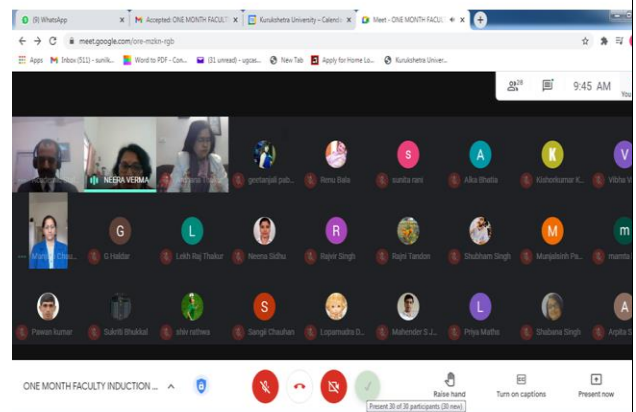 (9) WhatsApp
Accepted: ONE MONTH FACULT
Kurukshetra University – Calend
Meet - ONE MONTH FACUL
meet.google.com/ore-mzkn-rgb
Apps
Inbox (511) - sunilk...
Word to PDF - Con...
(31 unread) - ugcas...
New Tab
Apply for Home Lo...
Kurukshetra Univer...
28
9:45 AM
You
NEERA VERMA
Thakur
geetanjali pab...
Renu Bala
S
sunita rani
A
Alka Bhatia
K
Kishorkumar K...
V
Vibha V
Chau...
G
G Haldar
L
Lekh Raj Thakur
Neena Sidhu
R
Rajvir Singh
Rajni Tandon
Shubham Singh
M
Munjalsinh Pa...
m
mamta
Pawan kumar
Sukriti Bhukkal
shiv rathwa
S
Sangit Chauhan
Lopamudra D...
Mahender S.J...
L
Priya Maths
Shabana Singh
A
Arpita S
ONE MONTH FACULTY INDUCTION ...
Raise hand
Turn on captions
Present now
Present 30 of 30 participants (30 new)